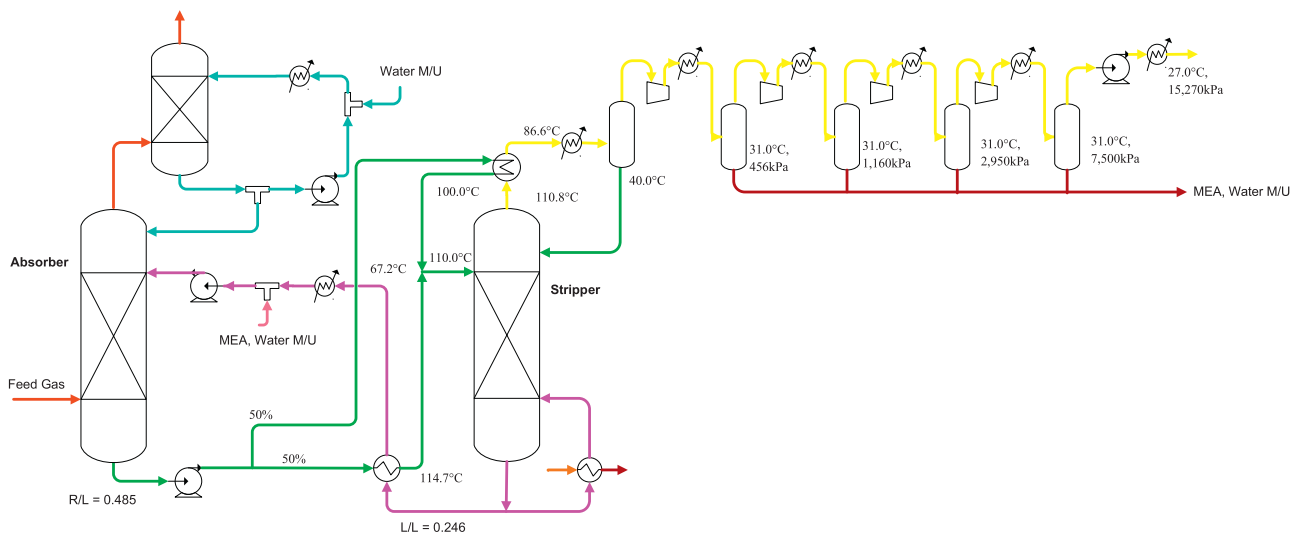 Water M/U
27.0°C,
15,270kPa
86.6°C
31.0°C,
456kPa
31.0°C,
1,160kPa
31.0°C,
2,950kPa
31.0°C,
7,500kPa
100.0°C
110.8°C
40.0°C
MEA, Water M/U
Absorber
67.2°C
110.0°C
Stripper
MEA, Water M/U
Feed Gas
50%
50%
114.7°C
R/L = 0.485
L/L = 0.246